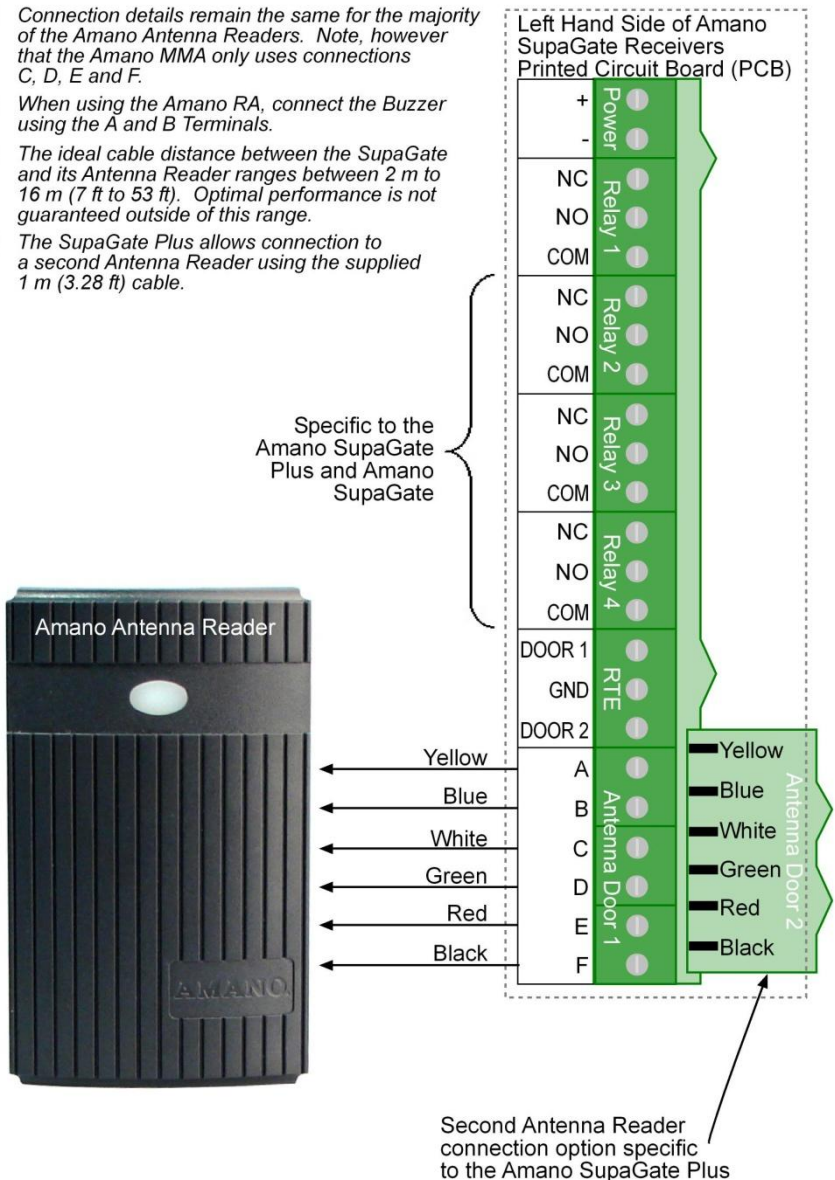 Connection details remain the same for the majority
of the Amano Antenna Readers. Note, however
that the Amano MMA only uses connections
C, D, E and F.
When using the Amano RA, connect the Buzzer
using the A and B Terminals.
The ideal cable distance between the SupaGate
and its Antenna Reader ranges between 2 m to
16 m (7 ft to 53 ft). Optimal performance is not
guaranteed outside of this range.
The SupaGate Plus allows connection to
a second Antenna Reader using the supplied
1 m (3.28 ft) cable.
Left Hand Side of Amano
SupaGate Receivers
Printed Circuit Board (PCB)
+
-
Power
NC
NO
COM
Relay 1
NC
NO
COM
Relay 2
NC
NO
COM
Relay 3
NC
NO
COM
Relay 4
Specific to the
Amano SupaGate
Plus and Amano
SupaGate
DOOR 1
GND
DOOR 2
RTE
A
B
C
D
E
F
Antenna Door 1
Amano Antenna Reader
AMANO
Yellow
Blue
White
Green
Red
Black
Yellow
Blue
White
Green
Red
Black
Antenna Door 2
Second Antenna Reader
connection option specific
to the Amano SupaGate Plus